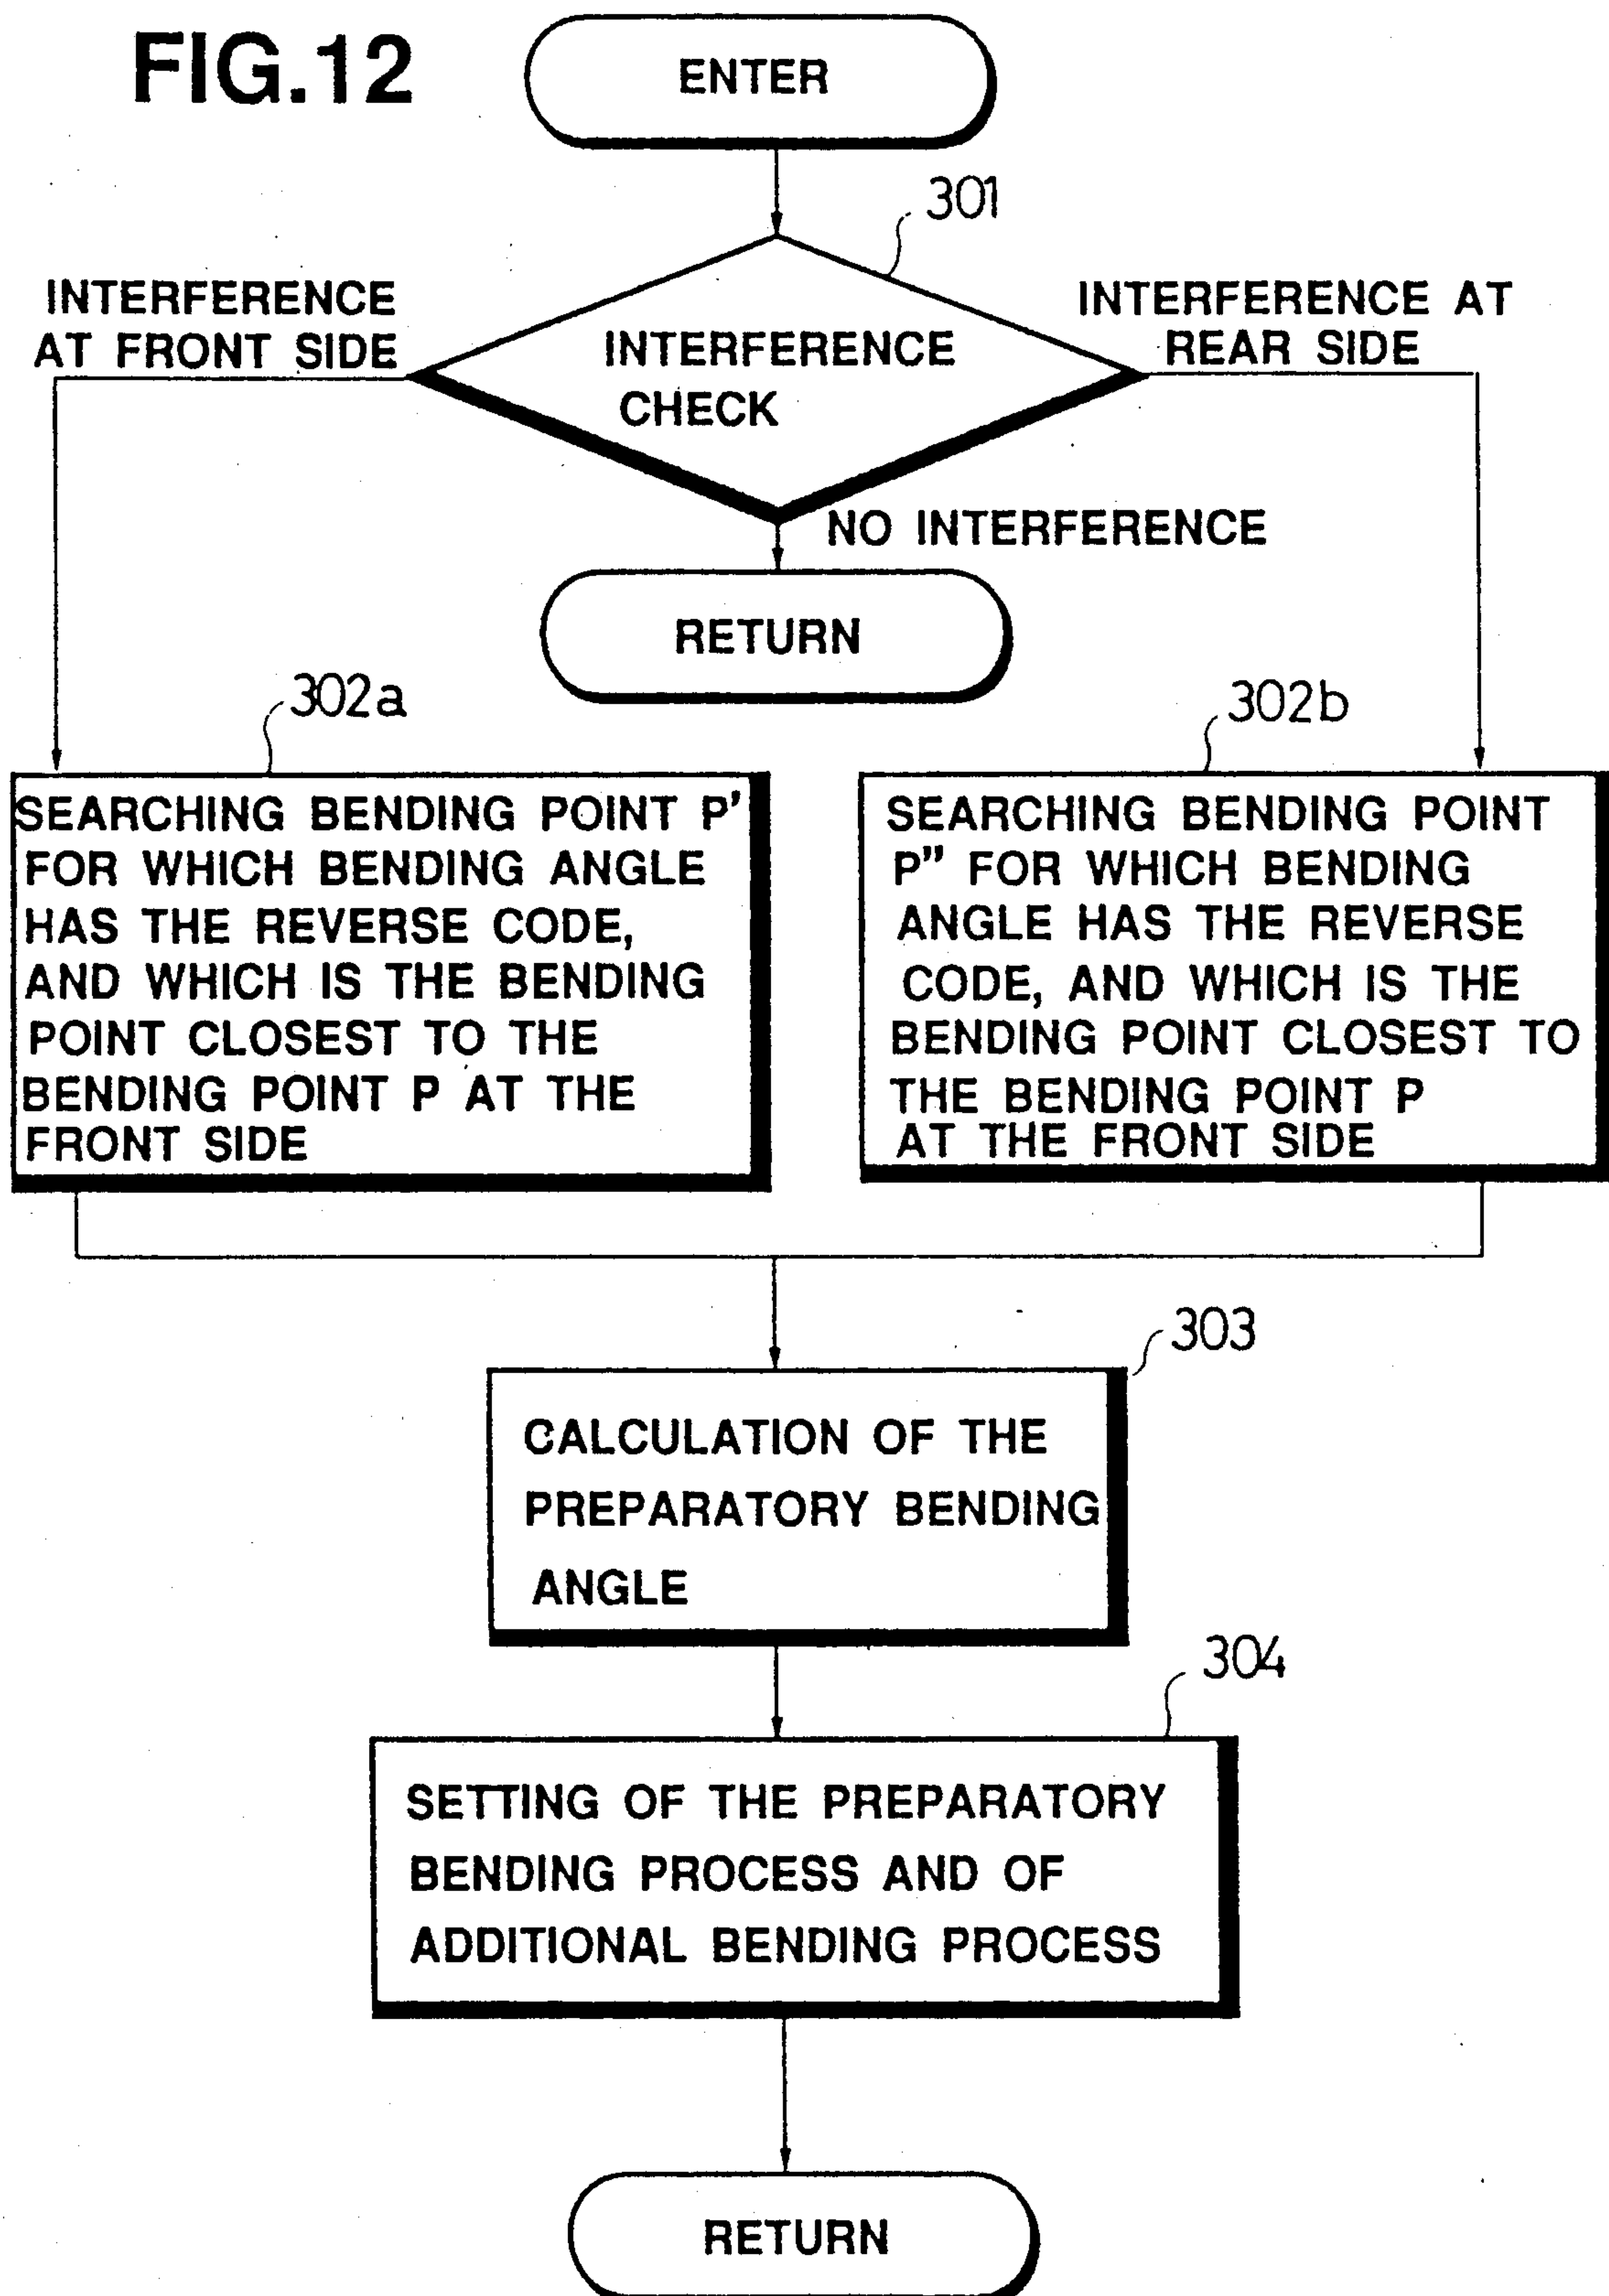 FIG.12
ENTER
301
INTERFERENCE
AT FRONT SIDE
INTERFERENCE
CHECK
INTERFERENCE AT
REAR SIDE
NO INTERFERENCE
RETURN
302a
SEARCHING BENDING POINT P'
FOR WHICH BENDING ANGLE
HAS THE REVERSE CODE,
AND WHICH IS THE BENDING
POINT CLOSEST TO THE
BENDING POINT P AT THE
FRONT SIDE
302b
SEARCHING BENDING POINT
P" FOR WHICH BENDING
ANGLE HAS THE REVERSE
CODE, AND WHICH IS THE
BENDING POINT CLOSEST TO
THE BENDING POINT P
AT THE FRONT SIDE
303
CALCULATION OF THE
PREPARATORY BENDING
ANGLE
304
SETTING OF THE PREPARATORY
BENDING PROCESS AND OF
ADDITIONAL BENDING PROCESS
RETURN